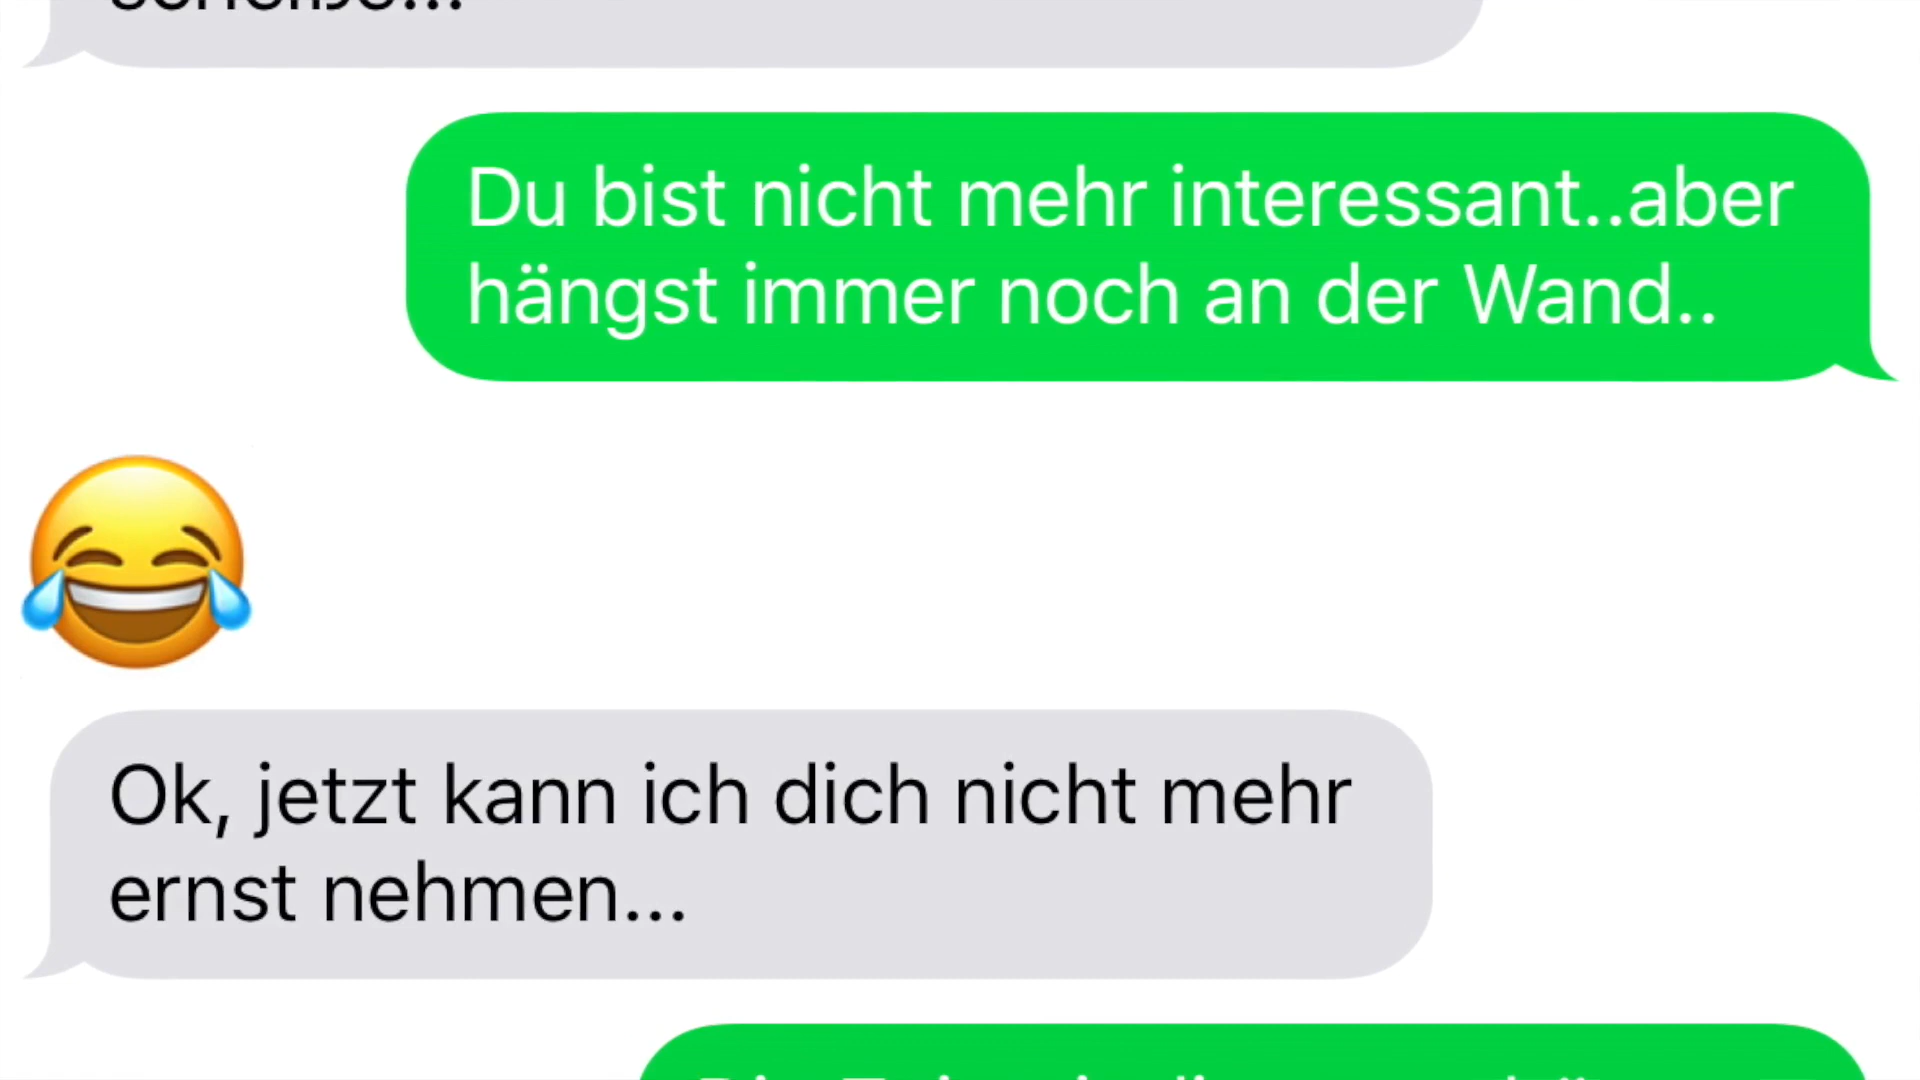 Du bist nicht mehr interessant..aber
hängst immer noch an der Wand..
😂
Ok, jetzt kann ich dich nicht mehr
ernst nehmen...